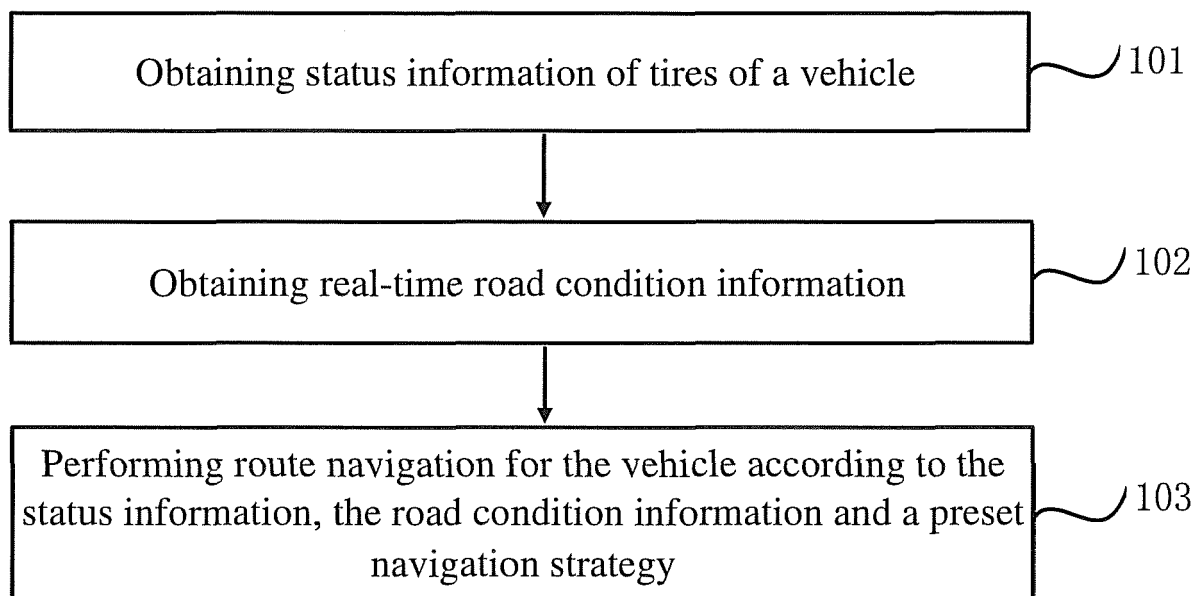 Obtaining status information of tires of a vehicle
101
Obtaining real-time road condition information
102
Performing route navigation for the vehicle according to the
status information, the road condition information and a preset
navigation strategy
103